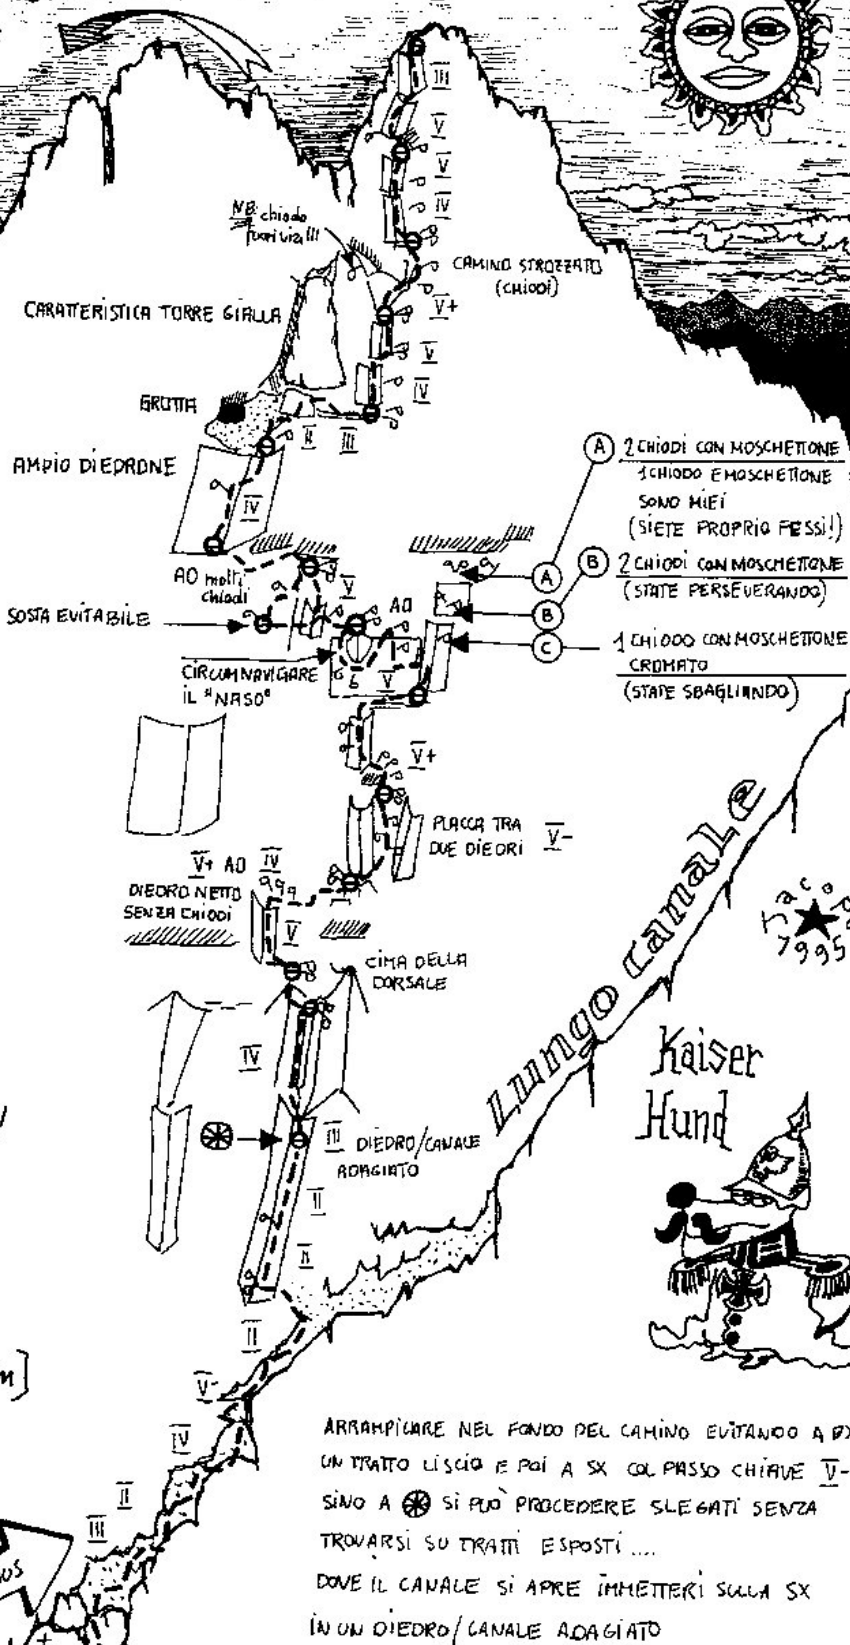 III
V
V
IV
NB chiodo
fuori via!!!
CAMINO STROZZATO
(CHIODI)
V+
CARATTERISTICA TORRE GIALLA
V
IV
GROTTA
II III
AMPIO DIEDRONE
IV
A 2 CHIODI CON MOSCHETTONE
1 CHIODO E MOSCHETTONE
SONO MIEI
(SIETE PROPRIO FESSI!)
A
B 2 CHIODI CON MOSCHETTONE
(STATE PERSEVERANDO)
B
AO molti
chiodi
V
AO
SOSTA EVITABILE
C 1 CHIODO CON MOSCHETTONE
CROMATO
(STATE SBAGLIANDO)
CIRCUMNAVIGARE
IL "NASO"
V
V+
PLACCA TRA
DUE DIEDRI V-
V+ AO IV
DIEDRO NETTO
SENZA CHIODI
V
CIMA DELLA
DORSALE
Lungo canale
1995
IV
Kaiser
Hund
III DIEDRO/CANALE
ADAGIATO
II
II
II
V-
IV
II
III
ARRAMPICARE NEL FONDO DEL CAMINO EVITANDO A DX
UN TRATTO LISCIO E POI A SX COL PASSO CHIAVE V-
SINO A SI PUÒ PROCEDERE SLEGATI SENZA
TROVARSI SU TRATTI ESPOSTI ....
DOVE IL CANALE SI APRE IMMETTERI SULLA SX
IN UN DIEDRO/CANALE ADAGIATO